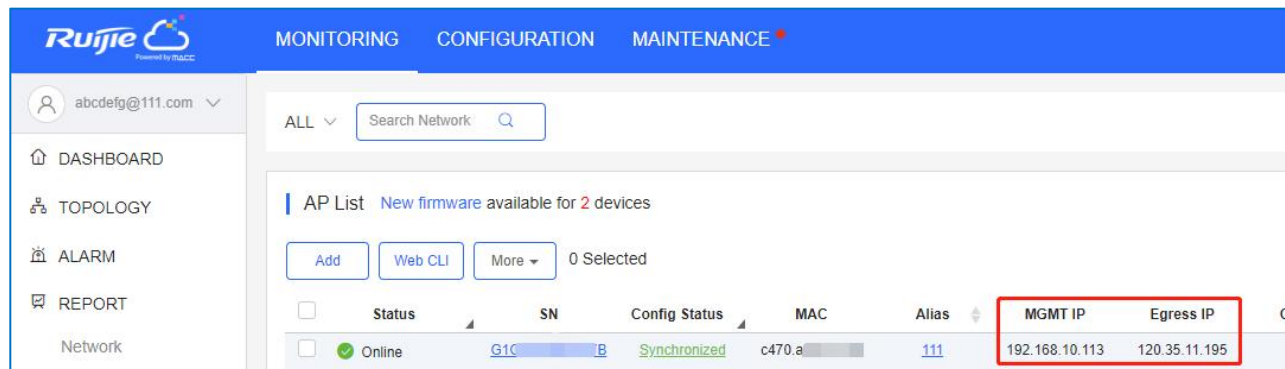 Ruijie
Powered by MACC
MONITORING CONFIGURATION MAINTENANCE
abcdefg@111.com
ALL Search Network
DASHBOARD
TOPOLOGY
AP List New firmware available for 2 devices
ALARM
Add Web CLI More 0 Selected
REPORT
Status SN Config Status MAC Alias MGMT IP Egress IP
Network
Online Synchronized c470.a 111 192.168.10.113 120.35.11.195